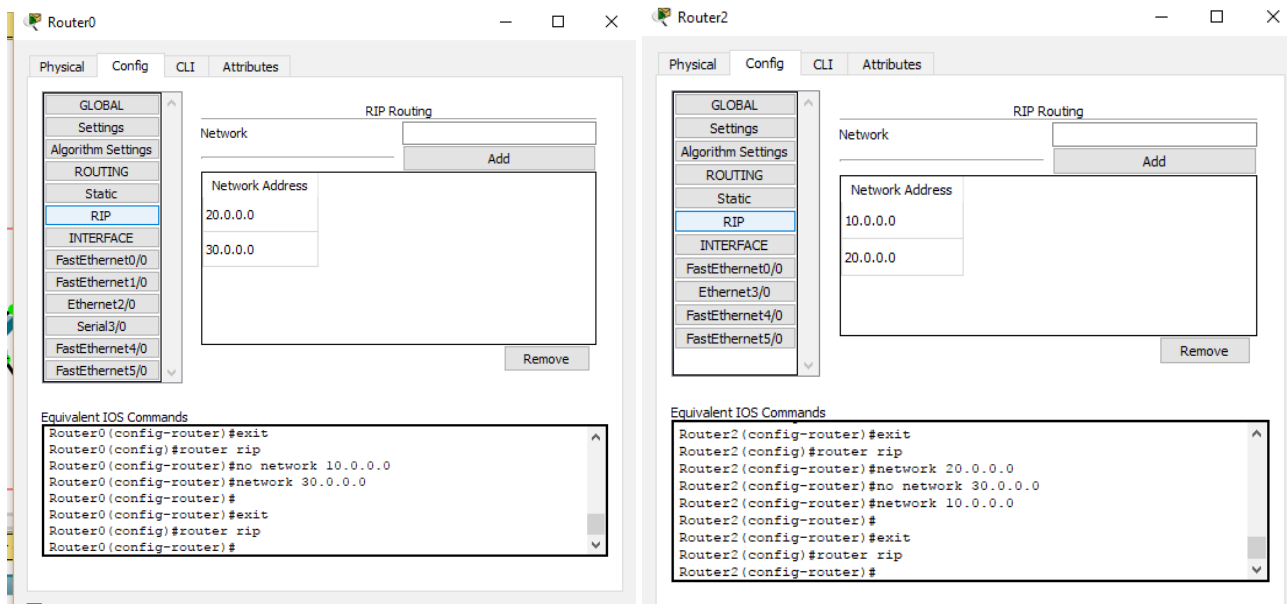 Router0
Physical Config CLI Attributes
GLOBAL
Settings
Algorithm Settings
ROUTING
Static
RIP
INTERFACE
FastEthernet0/0
FastEthernet1/0
Ethernet2/0
Serial3/0
FastEthernet4/0
FastEthernet5/0
RIP Routing
Network
Add
Network Address
20.0.0.0
30.0.0.0
Remove
Equivalent IOS Commands
Router0(config-router)#exit
Router0(config)#router rip
Router0(config-router)#no network 10.0.0.0
Router0(config-router)#network 30.0.0.0
Router0(config-router)#
Router0(config-router)#exit
Router0(config)#router rip
Router0(config-router)#
Router2
Physical Config CLI Attributes
GLOBAL
Settings
Algorithm Settings
ROUTING
Static
RIP
INTERFACE
FastEthernet0/0
Ethernet3/0
FastEthernet4/0
FastEthernet5/0
RIP Routing
Network
Add
Network Address
10.0.0.0
20.0.0.0
Remove
Equivalent IOS Commands
Router2(config-router)#exit
Router2(config)#router rip
Router2(config-router)#network 20.0.0.0
Router2(config-router)#no network 30.0.0.0
Router2(config-router)#network 10.0.0.0
Router2(config-router)#
Router2(config-router)#exit
Router2(config)#router rip
Router2(config-router)#